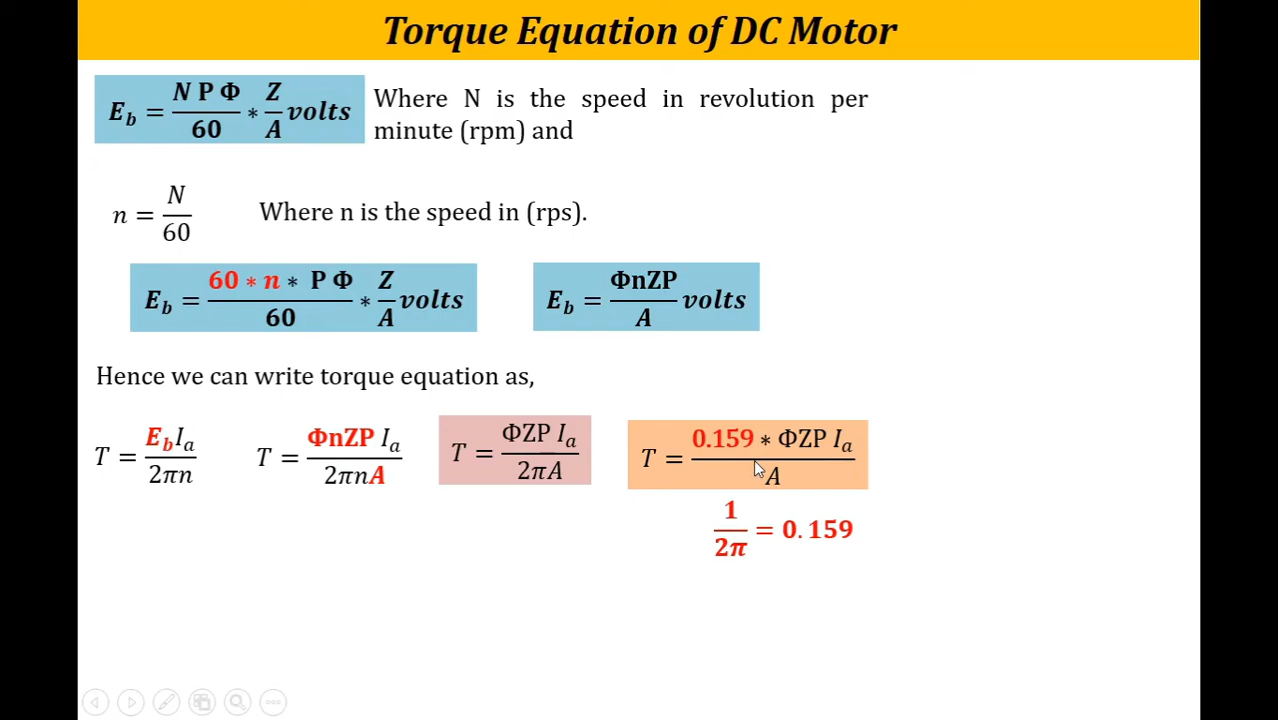 Torque Equation of DC Motor
E_b = N P Φ / 60 * Z / A volts
Where N is the speed in revolution per
minute (rpm) and
n = N / 60
Where n is the speed in (rps).
E_b = 60 * n * P Φ / 60 * Z / A volts
E_b = ΦnZP / A volts
Hence we can write torque equation as,
T = E_b I_a / 2πn
T = ΦnZP I_a / 2πnA
T = ΦZP I_a / 2πA
T = 0.159 * ΦZP I_a / A
1 / 2π = 0.159